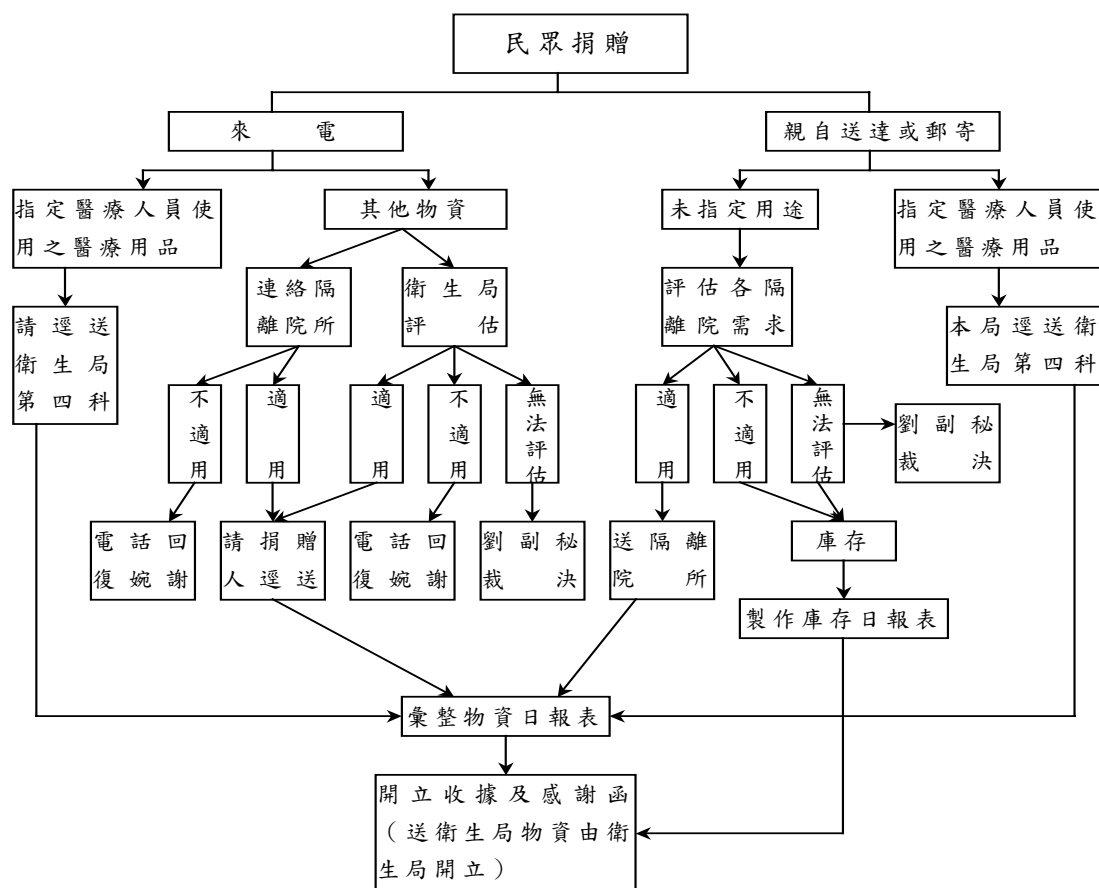 民眾捐贈
來電
親自送達或郵寄
指定醫療人員使
用之醫療用品
其他物資
未指定用途
指定醫療人員使
用之醫療用品
連絡隔
離院所
衛生局
評估
評估各隔
離院需求
請逕送
衛生局
第四科
本局逕送衛
生局第四科
不適用
適用
適用
不適用
無法評估
適用
不適用
無法評估
劉副秘
裁決
電話回
復婉謝
請捐贈
人逕送
電話回
復婉謝
劉副秘
裁決
送隔離
院所
庫存
製作庫存日報表
彙整物資日報表
開立收據及感謝函
（送衛生局物資由衛
生局開立）